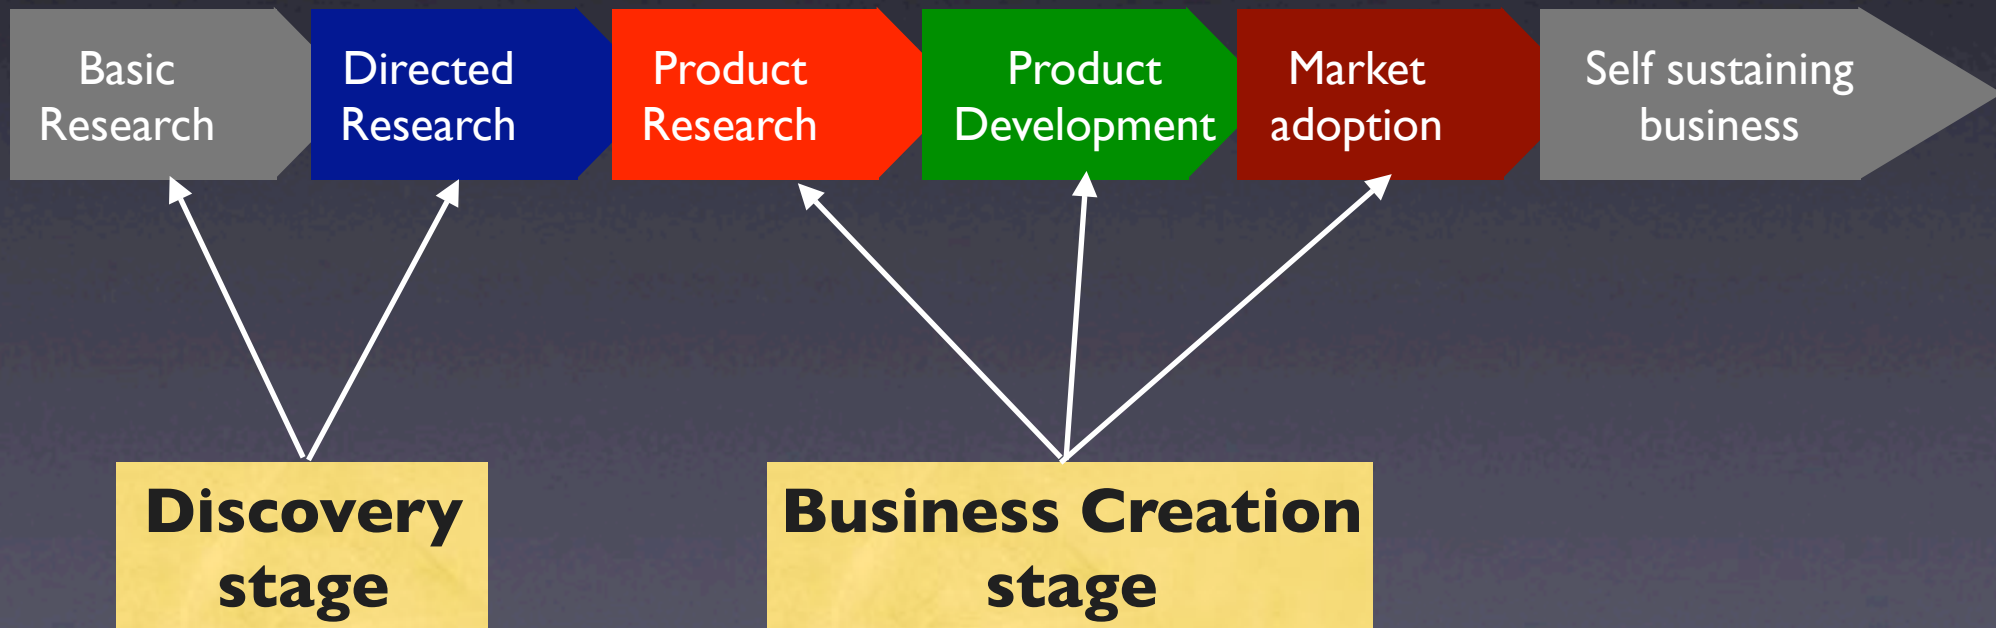 Basic
Research
Directed
Research
Product
Research
Product
Development
Market
adoption
Self sustaining
business
Discovery
stage
Business Creation
stage